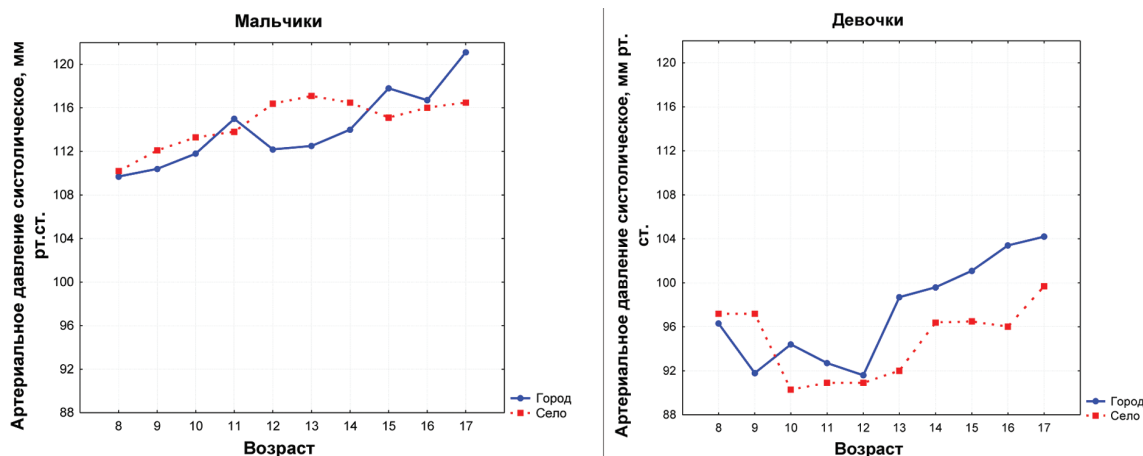 Мальчики
Артериальное давление систолическое, мм
рт.ст.
120
116
112
108
104
100
96
92
88
8 9 10 11 12 13 14 15 16 17
Возраст
Город
Село
Девочки
Артериальное давление систолическое, мм рт.
ст.
120
116
112
108
104
100
96
92
88
8 9 10 11 12 13 14 15 16 17
Возраст
Город
Село